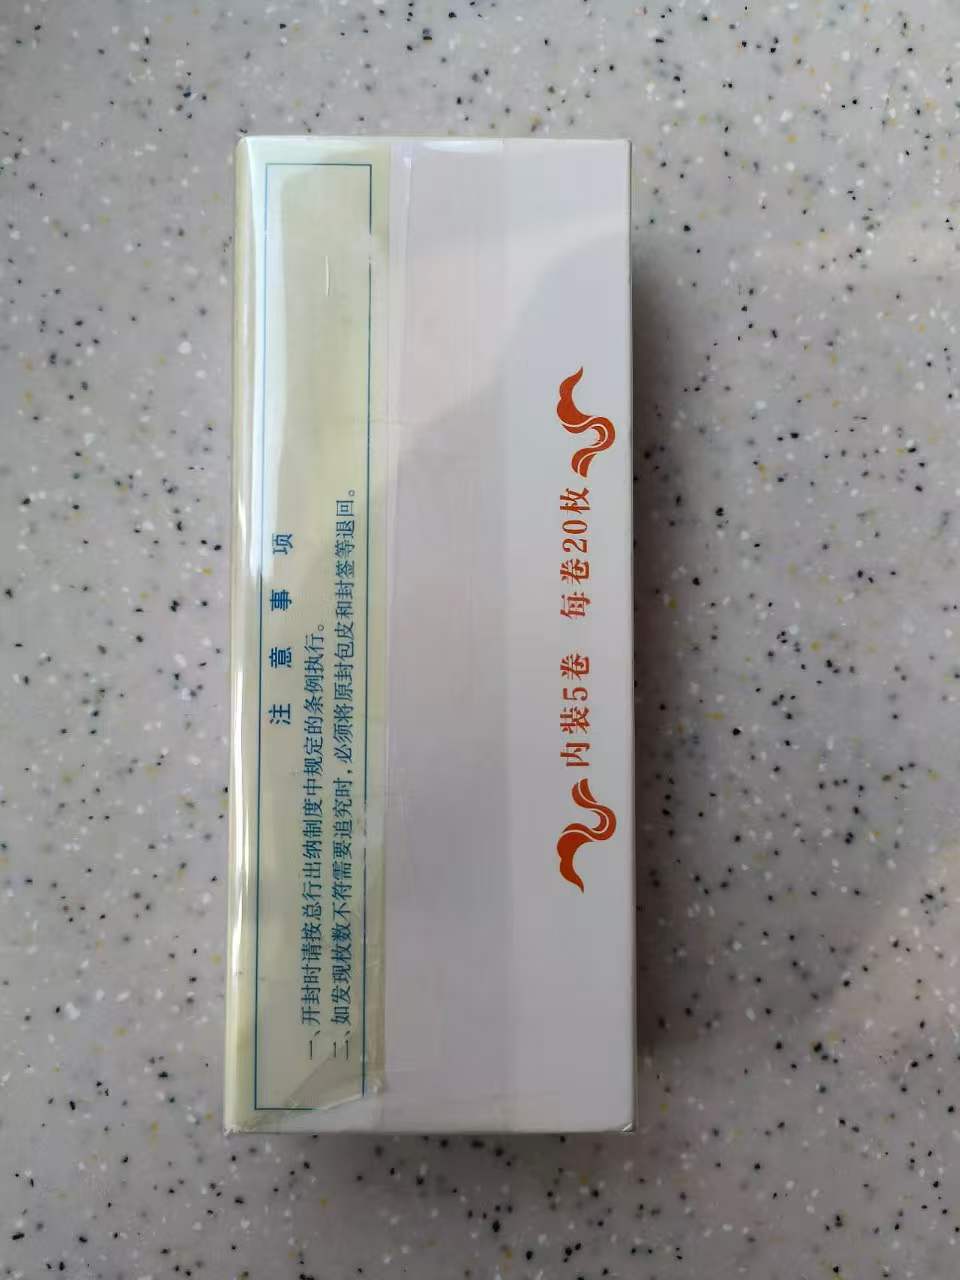 注意事项
一、开封时请按总行出纳制度中规定的条例执行。
二、如发现枚数不符需要追究时，必须将原封包皮和封签等退回。
内装5卷 每卷20枚